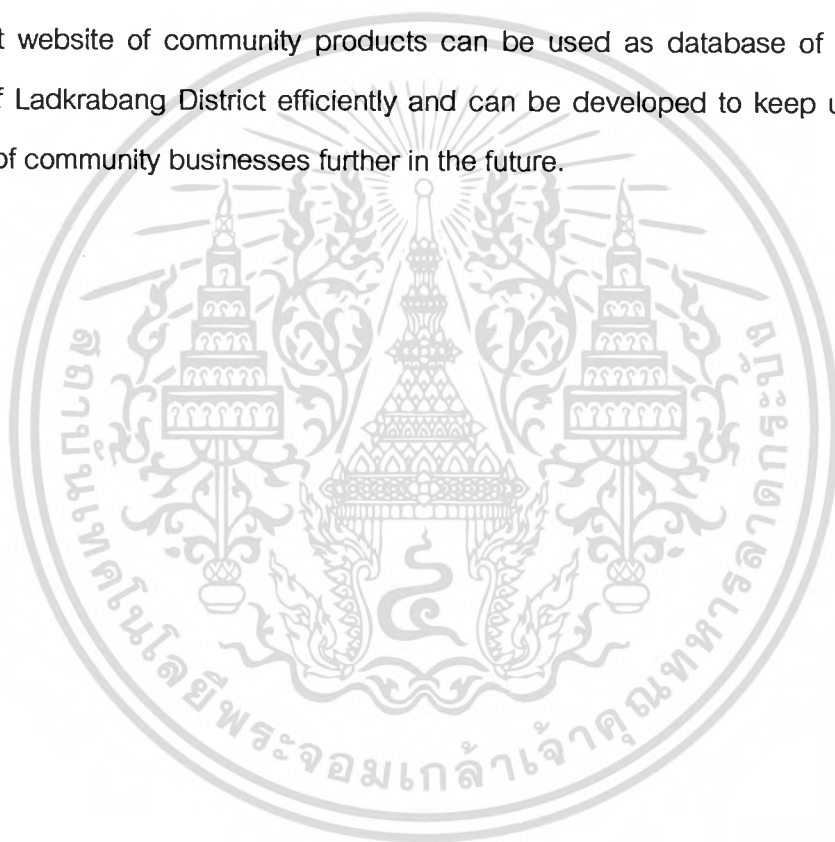 t website of community products can be used as database of
f Ladkrabang District efficiently and can be developed to keep u
of community businesses further in the future.
สถาบันเทคโนโลยีพระจอมเกล้าเจ้าคุณทหารลาดกระบัง
๔